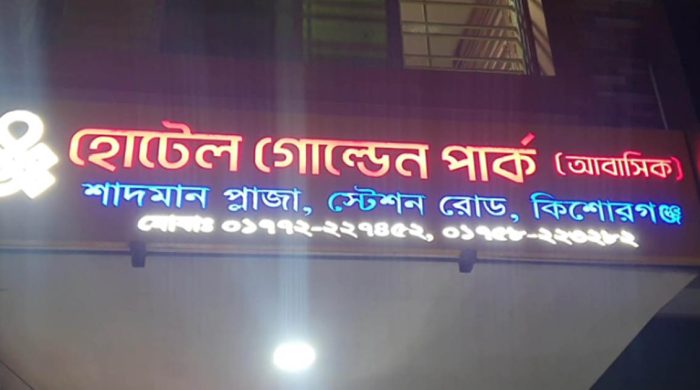 হোটেল গোল্ডেন পার্ক (আবাসিক)
শাদমান প্লাজা, স্টেশন রোড, কিশোরগঞ্জ
মোবাঃ ০১৭৭২-২২৭৪৫২, ০১৭৫৮-২২০২৮২